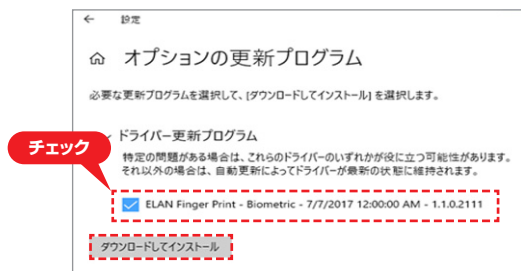 ← 設定
オプションの更新プログラム
必要な更新プログラムを選択して、[ダウンロードしてインストール] を選択します。
ドライバー更新プログラム
チェック
特定の問題がある場合は、これらのドライバーのいずれかが役に立つ可能性があります。
それ以外の場合は、自動更新によってドライバーが最新の状態に維持されます。
ELAN Finger Print - Biometric - 7/7/2017 12:00:00 AM - 1.1.0.2111
ダウンロードしてインストール